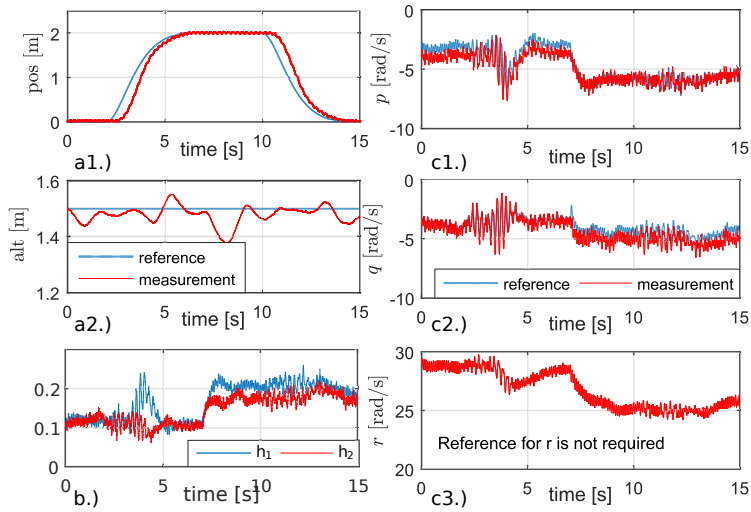 2
1
0
pos [m]
0 5 10 15
time [s]
a1.)
1.6
1.4
1.2
alt [m]
reference
measurement
0 5 10 15
time [s]
a2.)
0.2
0.1
0
h1 h2
0 5 10 15
time [s]
b.)
0
-5
-10
p [rad/s]
0 5 10 15
time [s]
c1.)
0
-5
-10
q [rad/s]
reference measurement
0 5 10 15
time [s]
c2.)
30
25
20
r [rad/s]
Reference for r is not required
0 5 10 15
time [s]
c3.)